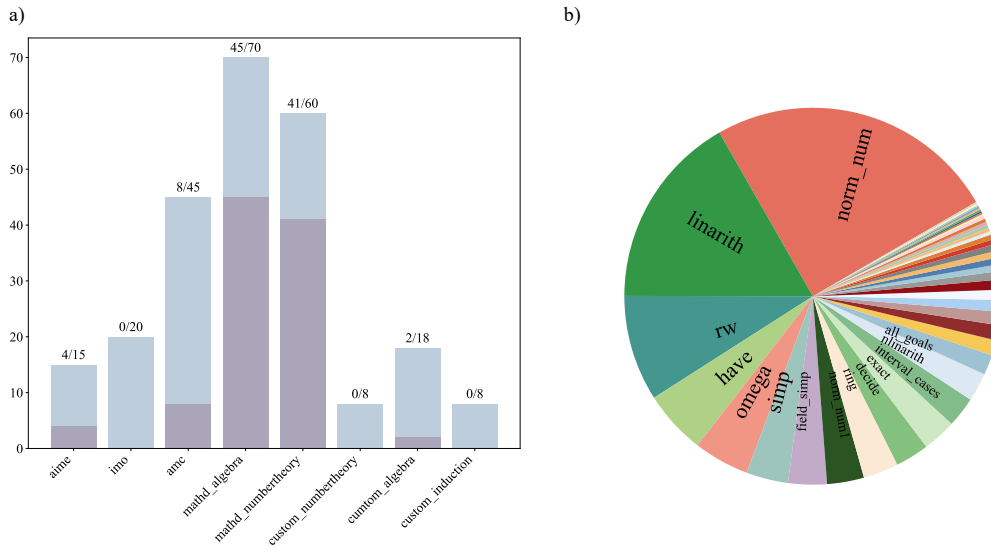 a)
b)
70
60
50
40
30
20
10
0
4/15
0/20
8/45
45/70
41/60
0/8
2/18
0/8
aime
imo
amc
mathd_algebra
mathd_numbertheory
custom_numbertheory
cumtom_algebra
custom_induction
norm_num
linarith
rw
have
omega
simp
field_simp
norm_num1
ring
decide
exact
interval_cases
nlinarith
all_goals